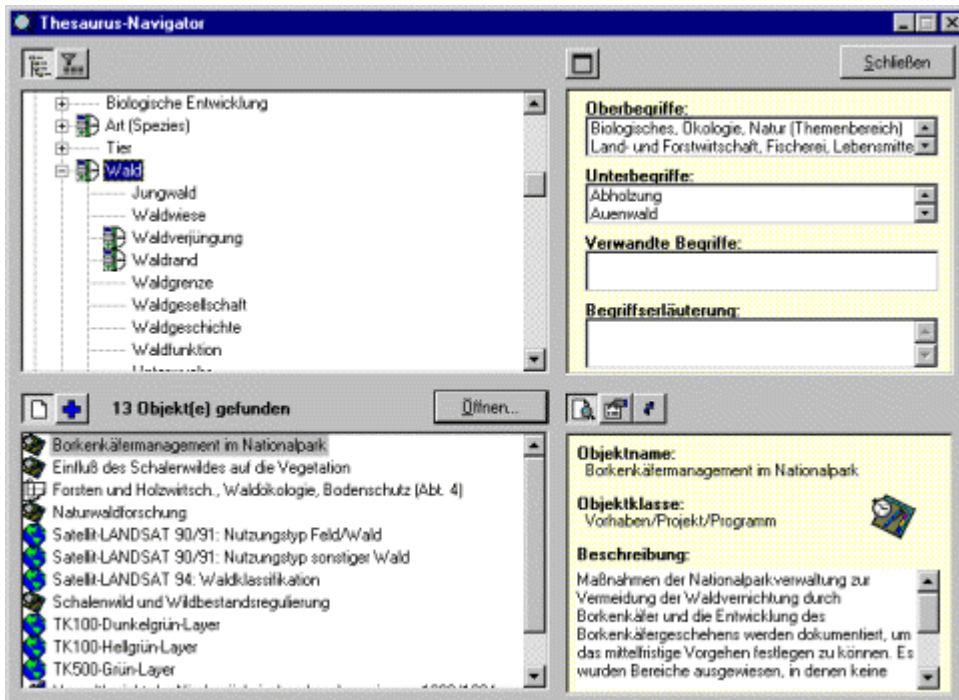 Thesaurus-Navigator
Schließen
Biologische Entwicklung
Art (Spezies)
Tier
Wald
Jungwald
Waldwiese
Waldverjüngung
Waldrand
Waldgrenze
Waldgesellschaft
Waldgeschichte
Waldfunktion
Oberbegriffe:
Biologisches, Ökologie, Natur (Themenbereich)
Land- und Forstwirtschaft, Fischerei, Lebensmitte
Unterbegriffe:
Abholzung
Auenwald
Verwandte Begriffe:
Begriffserläuterung:
13 Objekt(e) gefunden
Öffnen...
Borkenkäfermanagement im Nationalpark
Einfluß des Schalenwildes auf die Vegetation
Forsten und Holzwirtsch., Waldökologie, Bodenschutz (Abt. 4)
Naturwaldforschung
Satellit-LANDSAT 90/91: Nutzungstyp Feld/Wald
Satellit-LANDSAT 90/91: Nutzungstyp sonstiger Wald
Satellit-LANDSAT 94: Waldklassifikation
Schalenwild und Wildbestandsregulierung
TK100-Dunkelgrün-Layer
TK100-Hellgrün-Layer
TK500-Grün-Layer
Objektname:
Borkenkäfermanagement im Nationalpark
Objektklasse:
Vorhaben/Projekt/Programm
Beschreibung:
Maßnahmen der Nationalparkverwaltung zur
Vermeidung der Waldvernichtung durch
Borkenkäfer und die Entwicklung des
Borkenkäfergeschehens werden dokumentiert, um
das mittelfristige Vorgehen festlegen zu können. Es
wurden Bereiche ausgewiesen, in denen keine